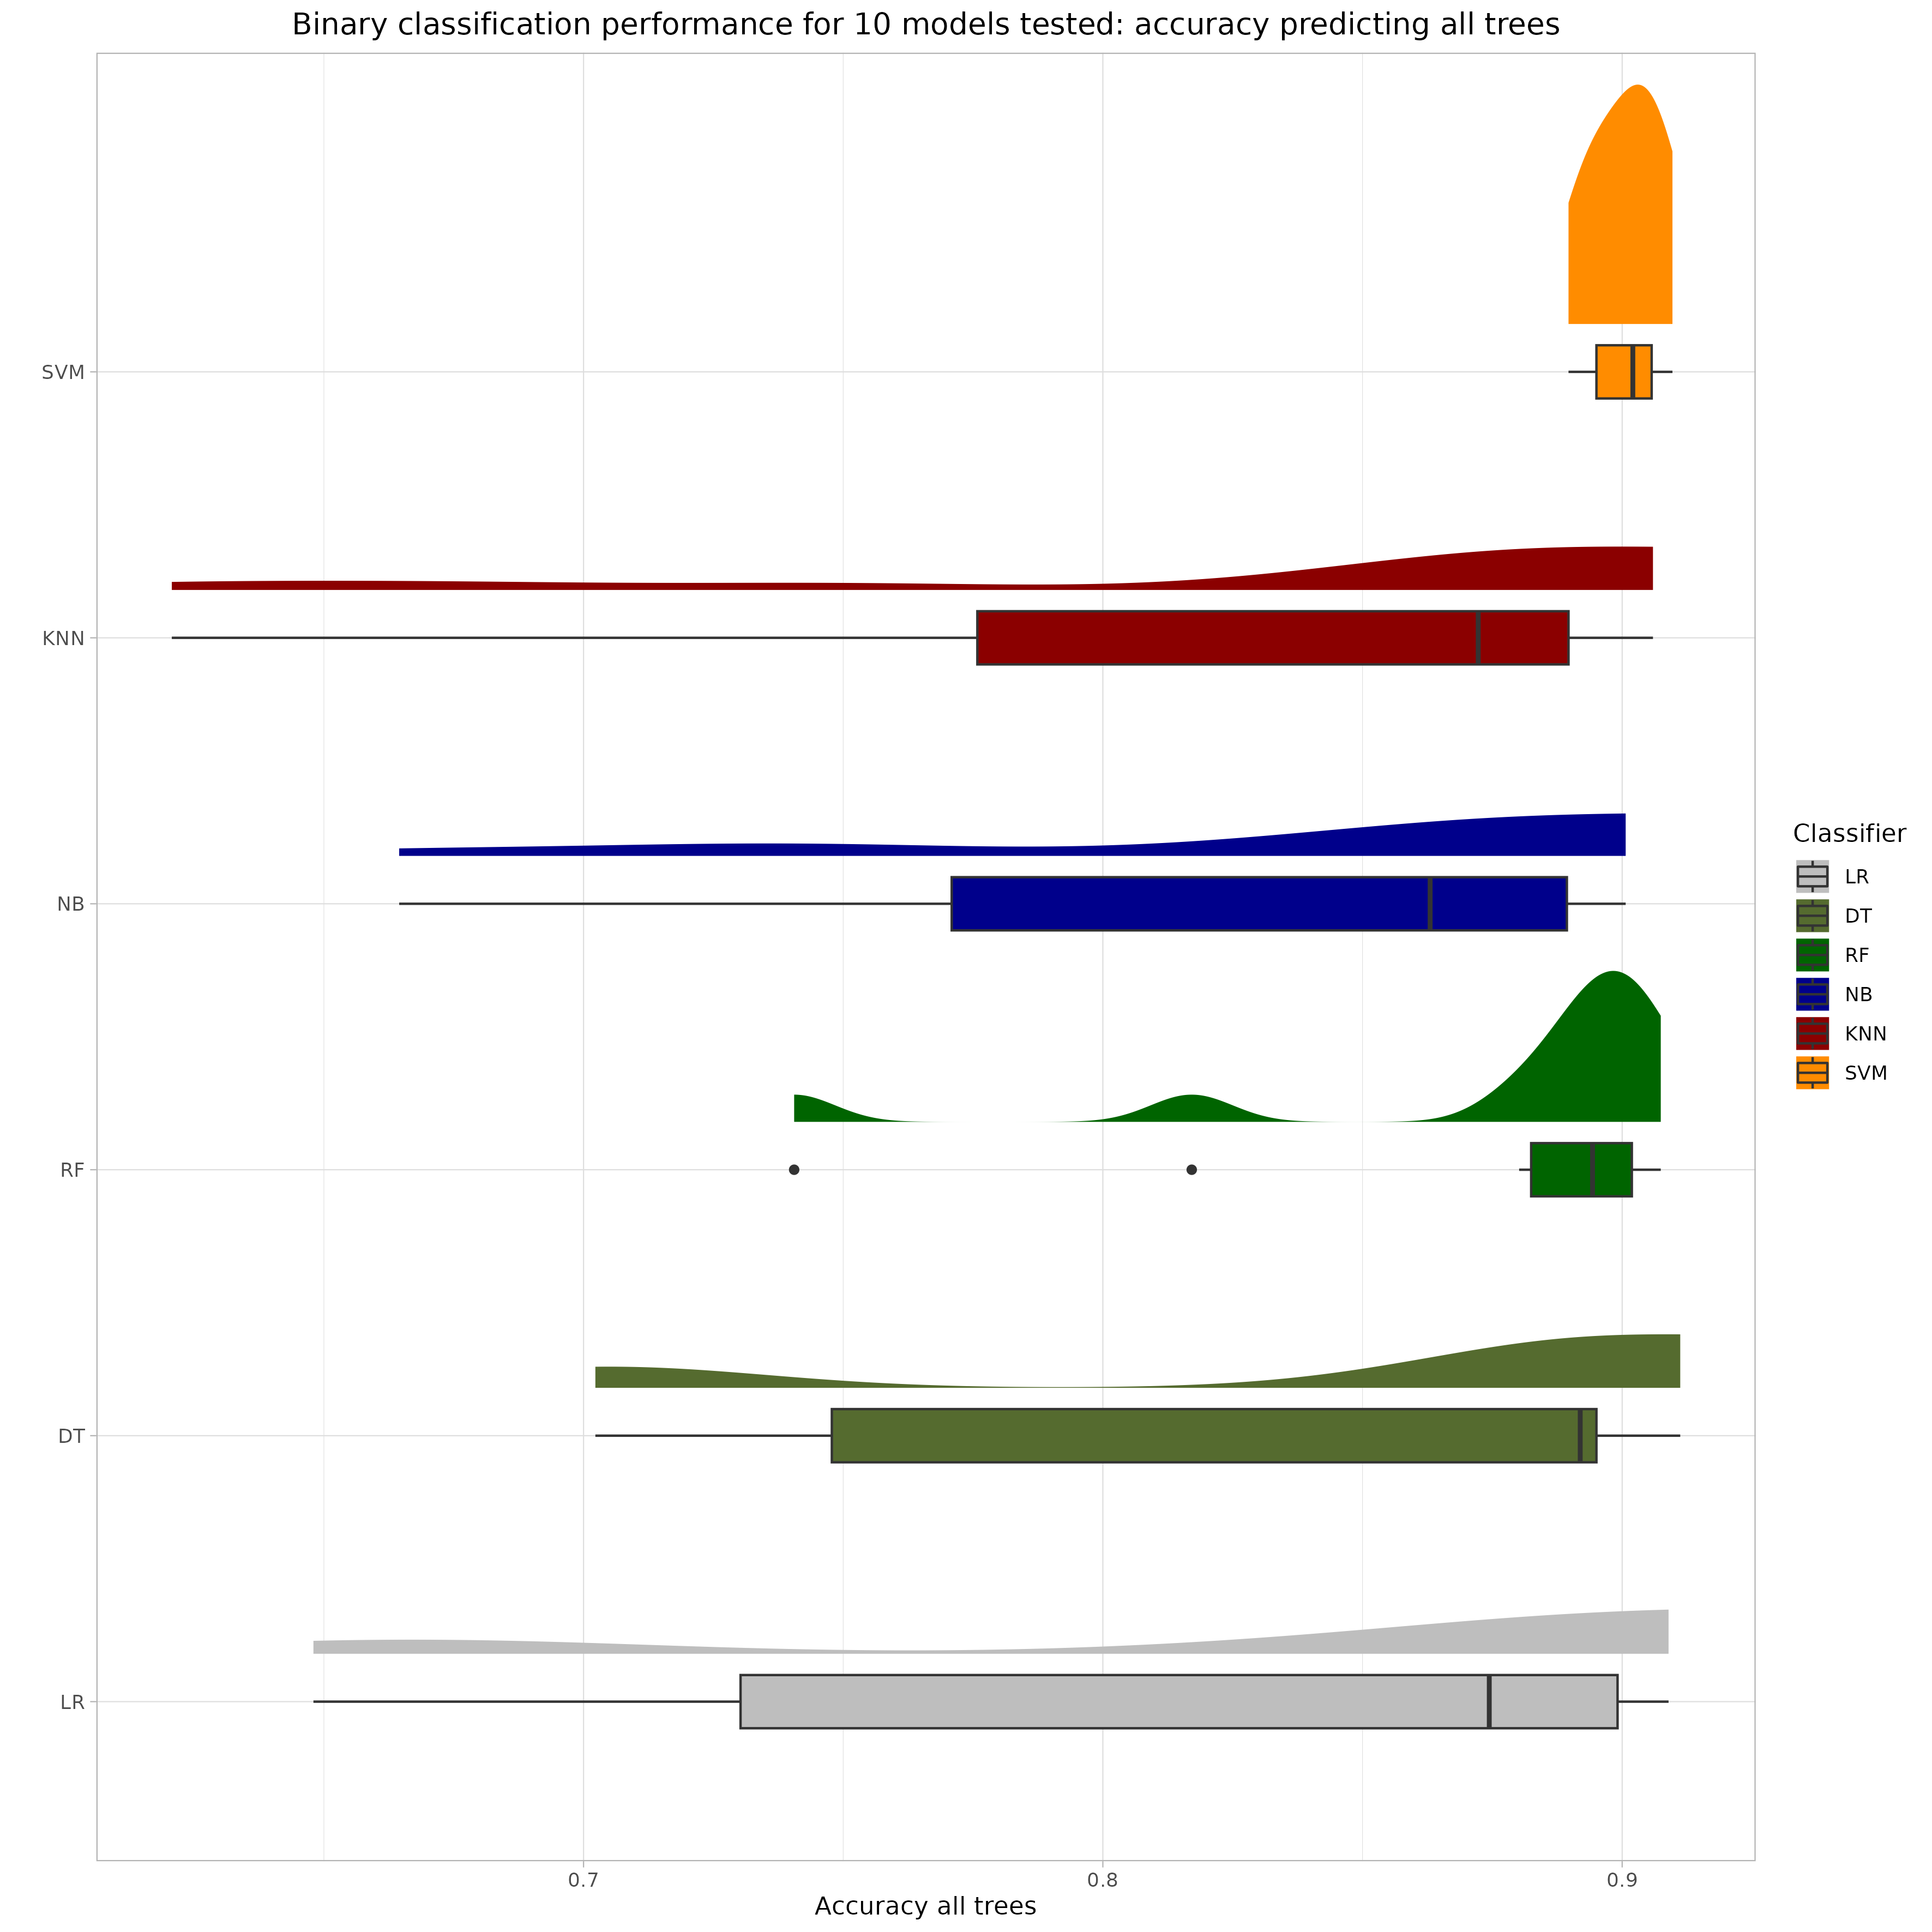 Binary classification performance for 10 models tested: accuracy predicting all trees
SVM
KNN
NB
RF
DT
LR
0.7
0.8
0.9
Accuracy all trees
Classifier
LR
DT
RF
NB
KNN
SVM